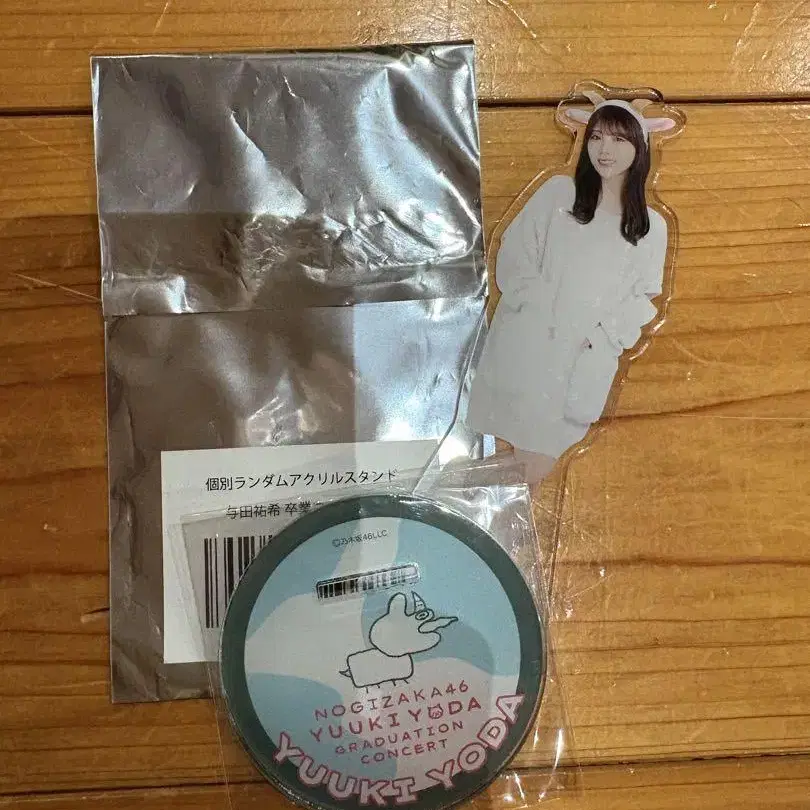 個別ランダムアクリルスタンド
与田祐希 卒業
©乃木坂46LLC
NOGIZAKA46
YUUKI YODA
GRADUATION
CONCERT
YUUKI YODA